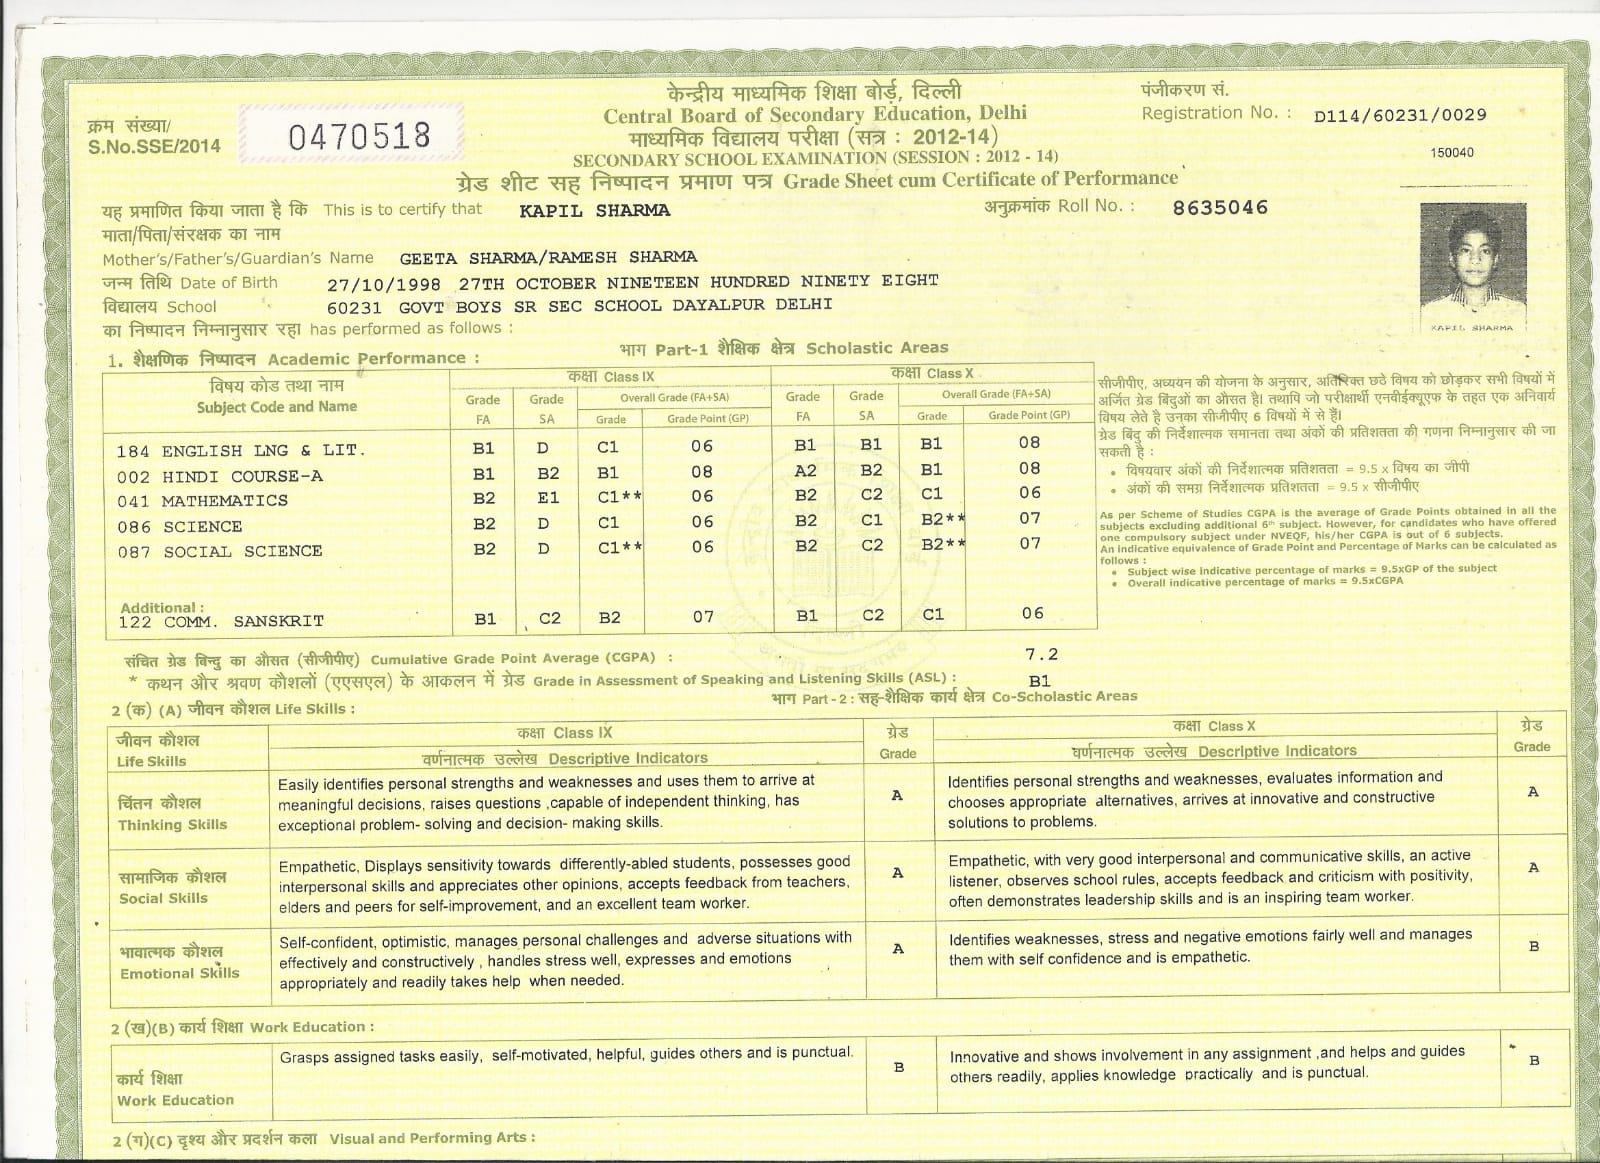 केन्द्रीय माध्यमिक शिक्षा बोर्ड, दिल्ली
Central Board of Secondary Education, Delhi
माध्यमिक विद्यालय परीक्षा (सत्र : 2012-14)
SECONDARY SCHOOL EXAMINATION (SESSION : 2012 - 14)
ग्रेड शीट सह निष्पादन प्रमाण पत्र Grade Sheet cum Certificate of Performance
क्रम संख्या/
S.No.SSE/2014 0470518
पंजीकरण सं.
Registration No. : D114/60231/0029
150040
यह प्रमाणित किया जाता है कि This is to certify that KAPIL SHARMA
अनुक्रमांक Roll No. : 8635046
माता/पिता/संरक्षक का नाम
Mother's/Father's/Guardian's Name GEETA SHARMA/RAMESH SHARMA
जन्म तिथि Date of Birth 27/10/1998 27TH OCTOBER NINETEEN HUNDRED NINETY EIGHT
विद्यालय School 60231 GOVT BOYS SR SEC SCHOOL DAYALPUR DELHI
का निष्पादन निम्नानुसार रहा has performed as follows :
KAPIL SHARMA
भाग Part-1 शैक्षिक क्षेत्र Scholastic Areas
1. शैक्षणिक निष्पादन Academic Performance :
विषय कोड तथा नाम
Subject Code and Name
कक्षा Class IX कक्षा Class X
Grade FA Grade SA Overall Grade (FA+SA) Grade Grade Point (GP) Grade FA Grade SA Overall Grade (FA+SA) Grade Grade Point (GP)
184 ENGLISH LNG & LIT. B1 D C1 06 B1 B1 B1 08
002 HINDI COURSE-A B1 B2 B1 08 A2 B2 B1 08
041 MATHEMATICS B2 E1 C1** 06 B2 C2 C1 06
086 SCIENCE B2 D C1 06 B2 C1 B2** 07
087 SOCIAL SCIENCE B2 D C1** 06 B2 C2 B2** 07
Additional :
122 COMM. SANSKRIT B1 C2 B2 07 B1 C2 C1 06
सीजीपीए, अध्ययन की योजना के अनुसार, अतिरिक्त छठे विषय को छोड़कर सभी विषयों में
अर्जित ग्रेड बिंदुओं का औसत है। तथापि जो परीक्षार्थी एनवीईक्यूएफ के तहत एक अनिवार्य
विषय लेते है उनका सीजीपीए 6 विषयों में से हैं।
ग्रेड बिंदु की निर्देशात्मक समानता तथा अंकों की प्रतिशतता की गणना निम्नानुसार की जा
सकती है :
• विषयवार अंकों की निर्देशात्मक प्रतिशतता = 9.5 x विषय का जीपी
• अंकों की समग्र निर्देशात्मक प्रतिशतता = 9.5 x सीजीपीए
As per Scheme of Studies CGPA is the average of Grade Points obtained in all the
subjects excluding additional 6th subject. However, for candidates who have offered
one compulsory subject under NVEQF, his/her CGPA is out of 6 subjects.
An indicative equivalence of Grade Point and Percentage of Marks can be calculated as
follows :
• Subject wise indicative percentage of marks = 9.5xGP of the subject
• Overall indicative percentage of marks = 9.5xCGPA
संचित ग्रेड बिन्दु का औसत (सीजीपीए) Cumulative Grade Point Average (CGPA) : 7.2
* कथन और श्रवण कौशलों (एएसएल) के आकलन में ग्रेड Grade in Assessment of Speaking and Listening Skills (ASL) : B1
भाग Part - 2 : सह-शैक्षिक कार्य क्षेत्र Co-Scholastic Areas
2 (क) (A) जीवन कौशल Life Skills :
जीवन कौशल
Life Skills
कक्षा Class IX
वर्णनात्मक उल्लेख Descriptive Indicators
ग्रेड
Grade
कक्षा Class X
वर्णनात्मक उल्लेख Descriptive Indicators
ग्रेड
Grade
चिंतन कौशल
Thinking Skills
Easily identifies personal strengths and weaknesses and uses them to arrive at
meaningful decisions, raises questions ,capable of independent thinking, has
exceptional problem- solving and decision- making skills.
A
Identifies personal strengths and weaknesses, evaluates information and
chooses appropriate alternatives, arrives at innovative and constructive
solutions to problems.
A
सामाजिक कौशल
Social Skills
Empathetic, Displays sensitivity towards differently-abled students, possesses good
interpersonal skills and appreciates other opinions, accepts feedback from teachers,
elders and peers for self-improvement, and an excellent team worker.
A
Empathetic, with very good interpersonal and communicative skills, an active
listener, observes school rules, accepts feedback and criticism with positivity,
often demonstrates leadership skills and is an inspiring team worker.
A
भावात्मक कौशल
Emotional Skills
Self-confident, optimistic, manages personal challenges and adverse situations with
effectively and constructively , handles stress well, expresses and emotions
appropriately and readily takes help when needed.
A
Identifies weaknesses, stress and negative emotions fairly well and manages
them with self confidence and is empathetic.
B
2 (ख)(B) कार्य शिक्षा Work Education :
कार्य शिक्षा
Work Education
Grasps assigned tasks easily, self-motivated, helpful, guides others and is punctual.
B
Innovative and shows involvement in any assignment ,and helps and guides
others readily, applies knowledge practically and is punctual.
B
2 (ग)(C) दृश्य और प्रदर्शन कला Visual and Performing Arts :